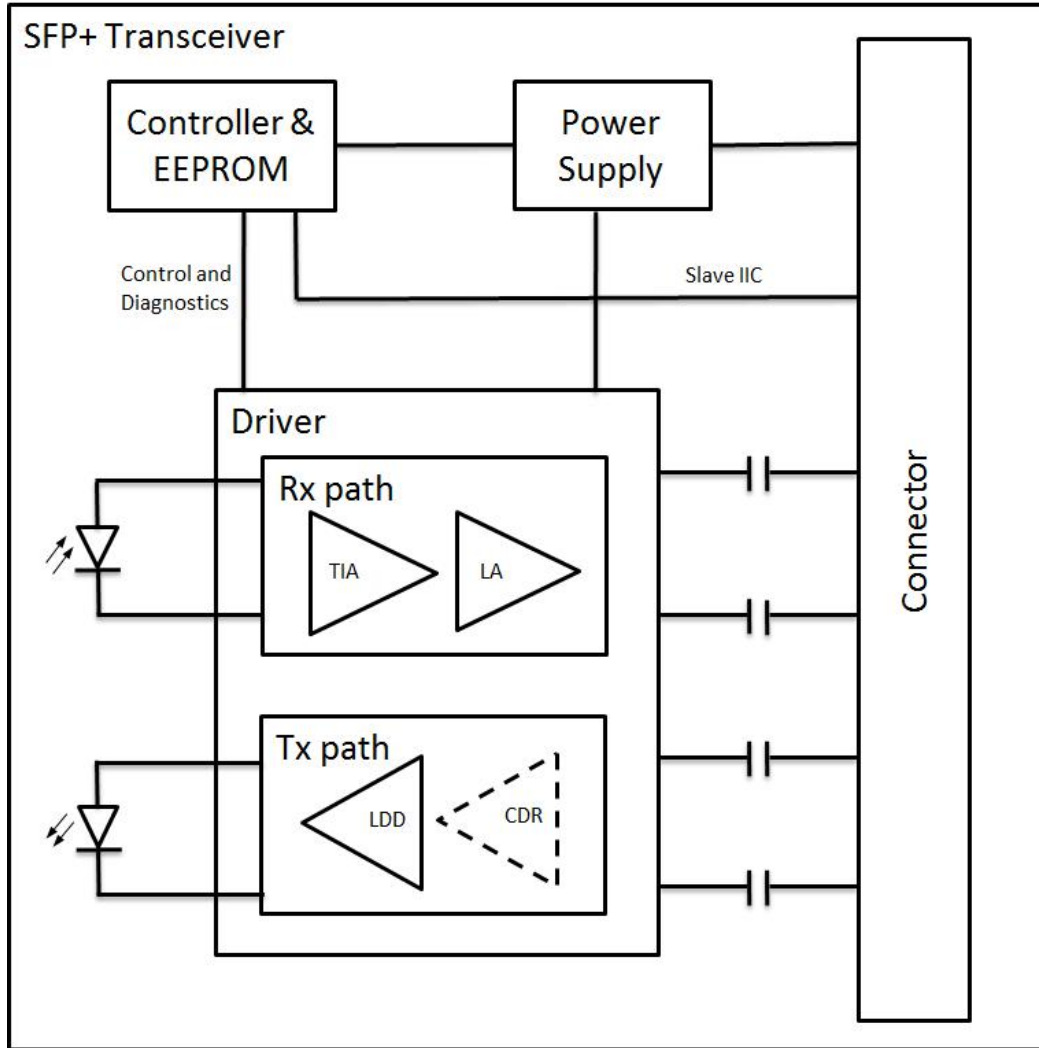 SFP+ Transceiver
Controller &
EEPROM
Power
Supply
Control and
Diagnostics
Slave IIC
Driver
Rx path
TIA
LA
Tx path
LDD
CDR
Connector